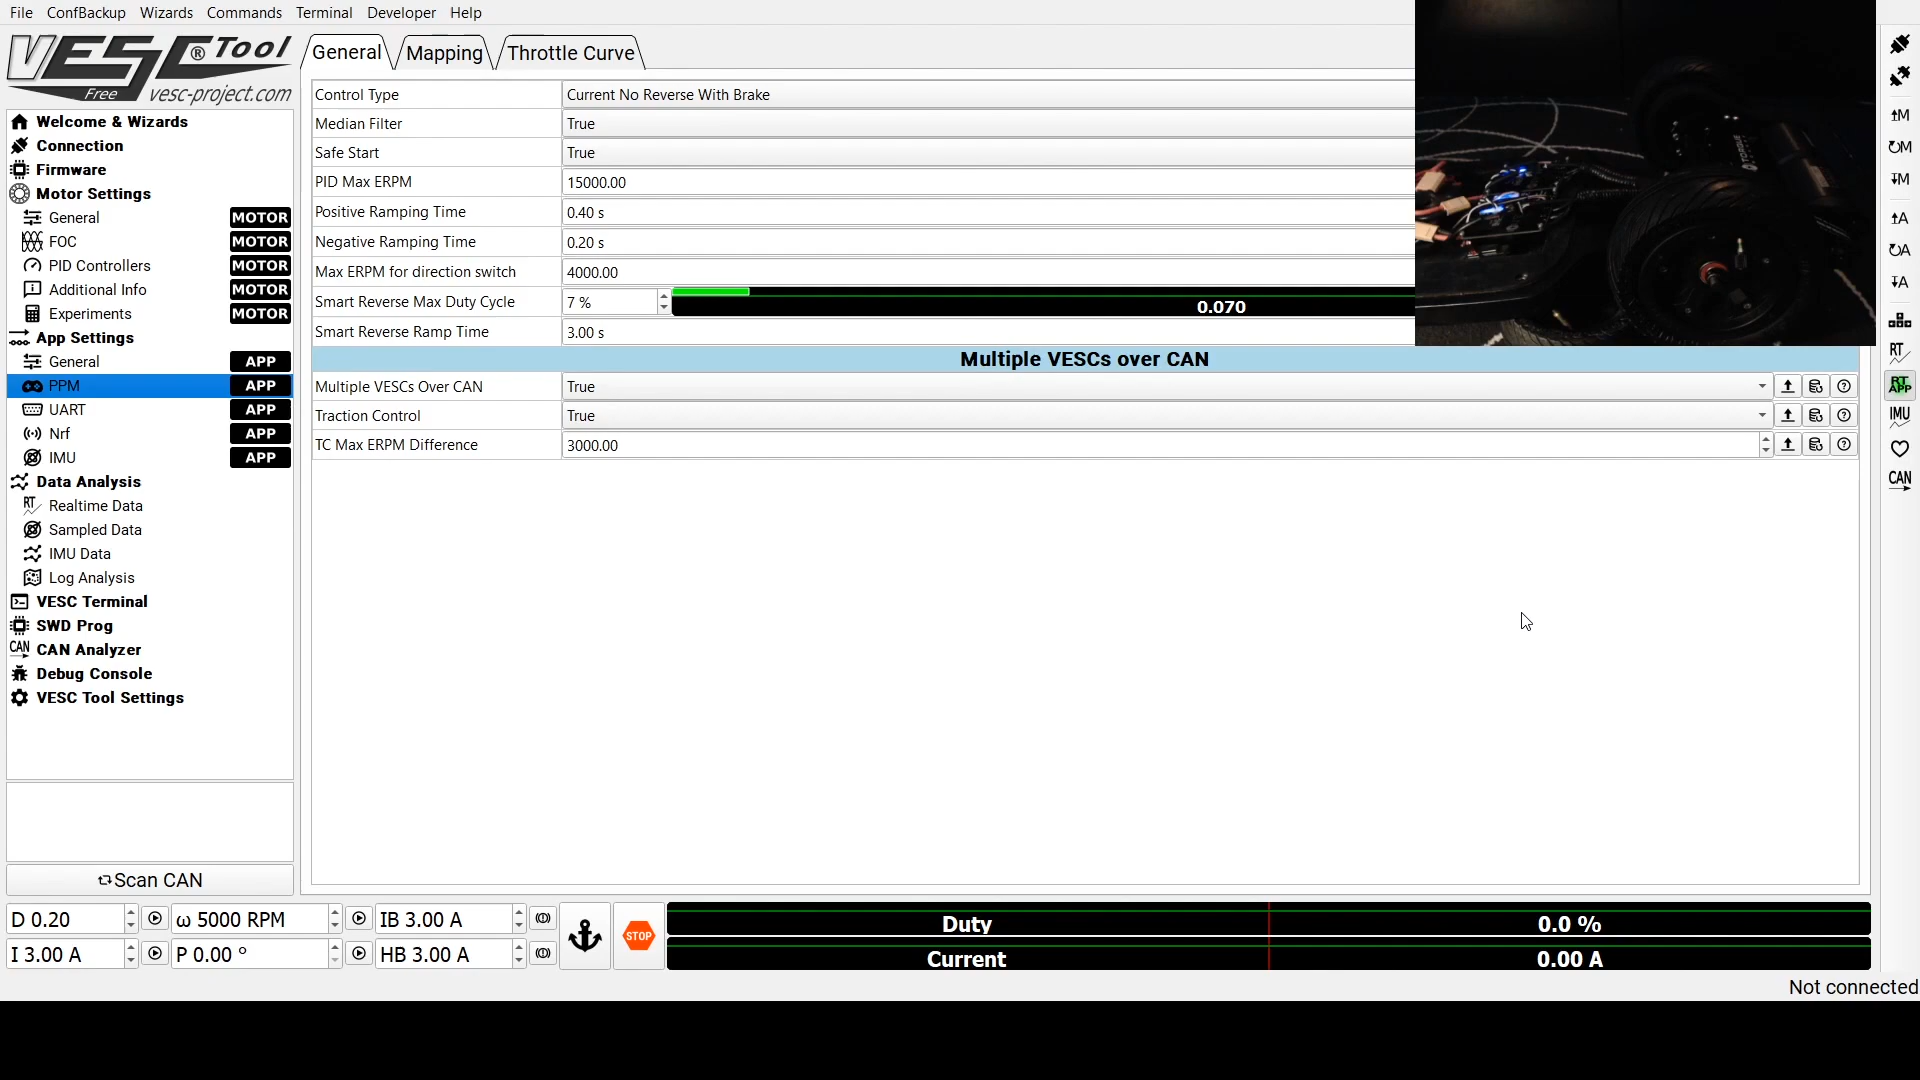 File ConfBackup Wizards Commands Terminal Developer Help
VESC® Tool
Free vesc-project.com
General Mapping Throttle Curve
Welcome & Wizards
Connection
Firmware
Motor Settings
General MOTOR
FOC MOTOR
PID Controllers MOTOR
Additional Info MOTOR
Experiments MOTOR
App Settings
General APP
PPM APP
UART APP
Nrf APP
IMU APP
Data Analysis
RT Realtime Data
Sampled Data
IMU Data
Log Analysis
VESC Terminal
SWD Prog
CAN CAN Analyzer
Debug Console
VESC Tool Settings
Scan CAN
Control Type Current No Reverse With Brake
Median Filter True
Safe Start True
PID Max ERPM 15000.00
Positive Ramping Time 0.40 s
Negative Ramping Time 0.20 s
Max ERPM for direction switch 4000.00
Smart Reverse Max Duty Cycle 7 % 0.070
Smart Reverse Ramp Time 3.00 s
Multiple VESCs over CAN
Multiple VESCs Over CAN True
Traction Control True
TC Max ERPM Difference 3000.00
M
M
M
A
A
A
RT
RT
APP
IMU
CAN
D 0.20 ω 5000 RPM IB 3.00 A
I 3.00 A P 0.00 ° HB 3.00 A
STOP
Duty 0.0 %
Current 0.00 A
Not connected